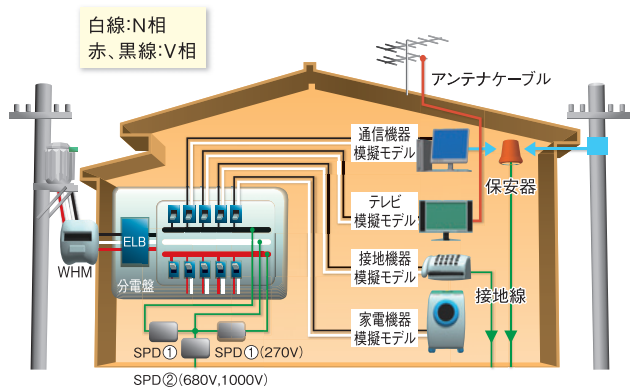 白線:N相
赤、黒線:V相
アンテナケーブル
通信機器
模擬モデル
保安器
テレビ
模擬モデル
ELB
WHM
分電盤
接地機器
模擬モデル
接地線
家電機器
模擬モデル
SPD①
SPD①(270V)
SPD②(680V,1000V)